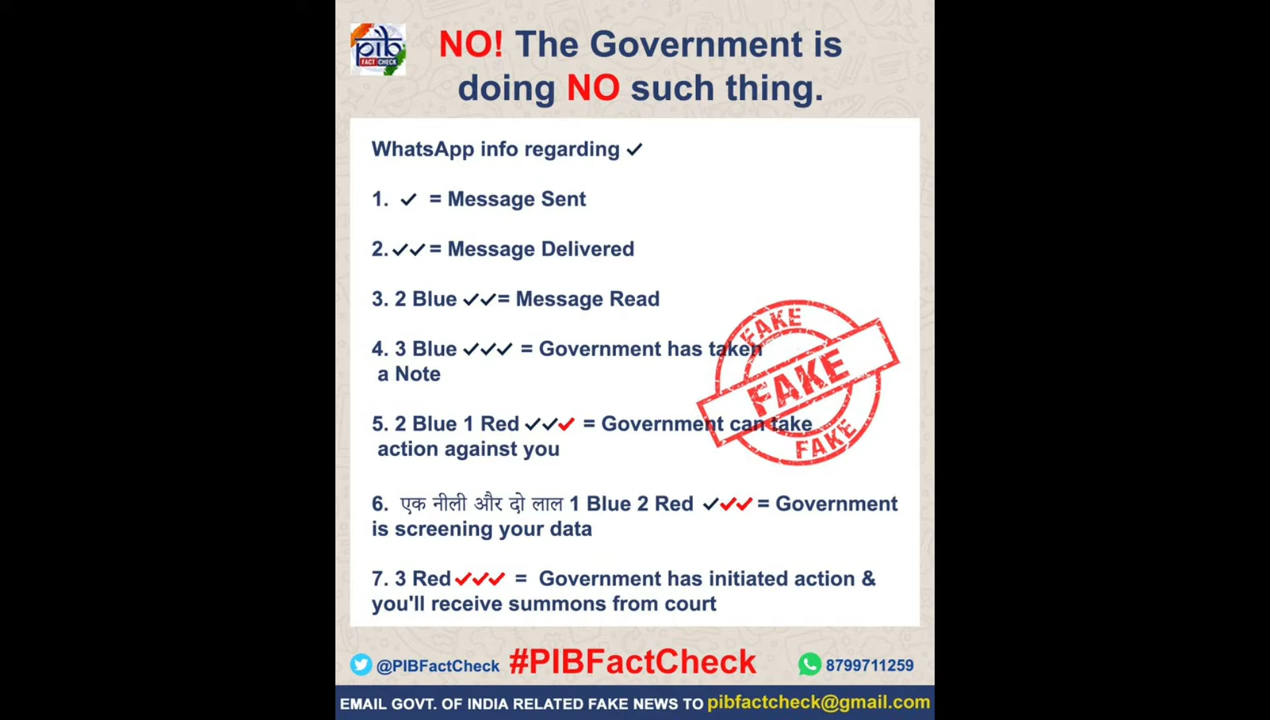 pib
FACT CHECK
NO! The Government is
doing NO such thing.
WhatsApp info regarding ✓
1. ✓ = Message Sent
2. ✓✓ = Message Delivered
3. 2 Blue ✓✓ = Message Read
4. 3 Blue ✓✓✓ = Government has taken
a Note
5. 2 Blue 1 Red ✓✓✓ = Government can take
action against you
6. एक नीली और दो लाल 1 Blue 2 Red ✓✓✓ = Government
is screening your data
7. 3 Red ✓✓✓ = Government has initiated action &
you'll receive summons from court
FAKE
FAKE
FAKE
@PIBFactCheck #PIBFactCheck 8799711259
EMAIL GOVT. OF INDIA RELATED FAKE NEWS TO pibfactcheck@gmail.com